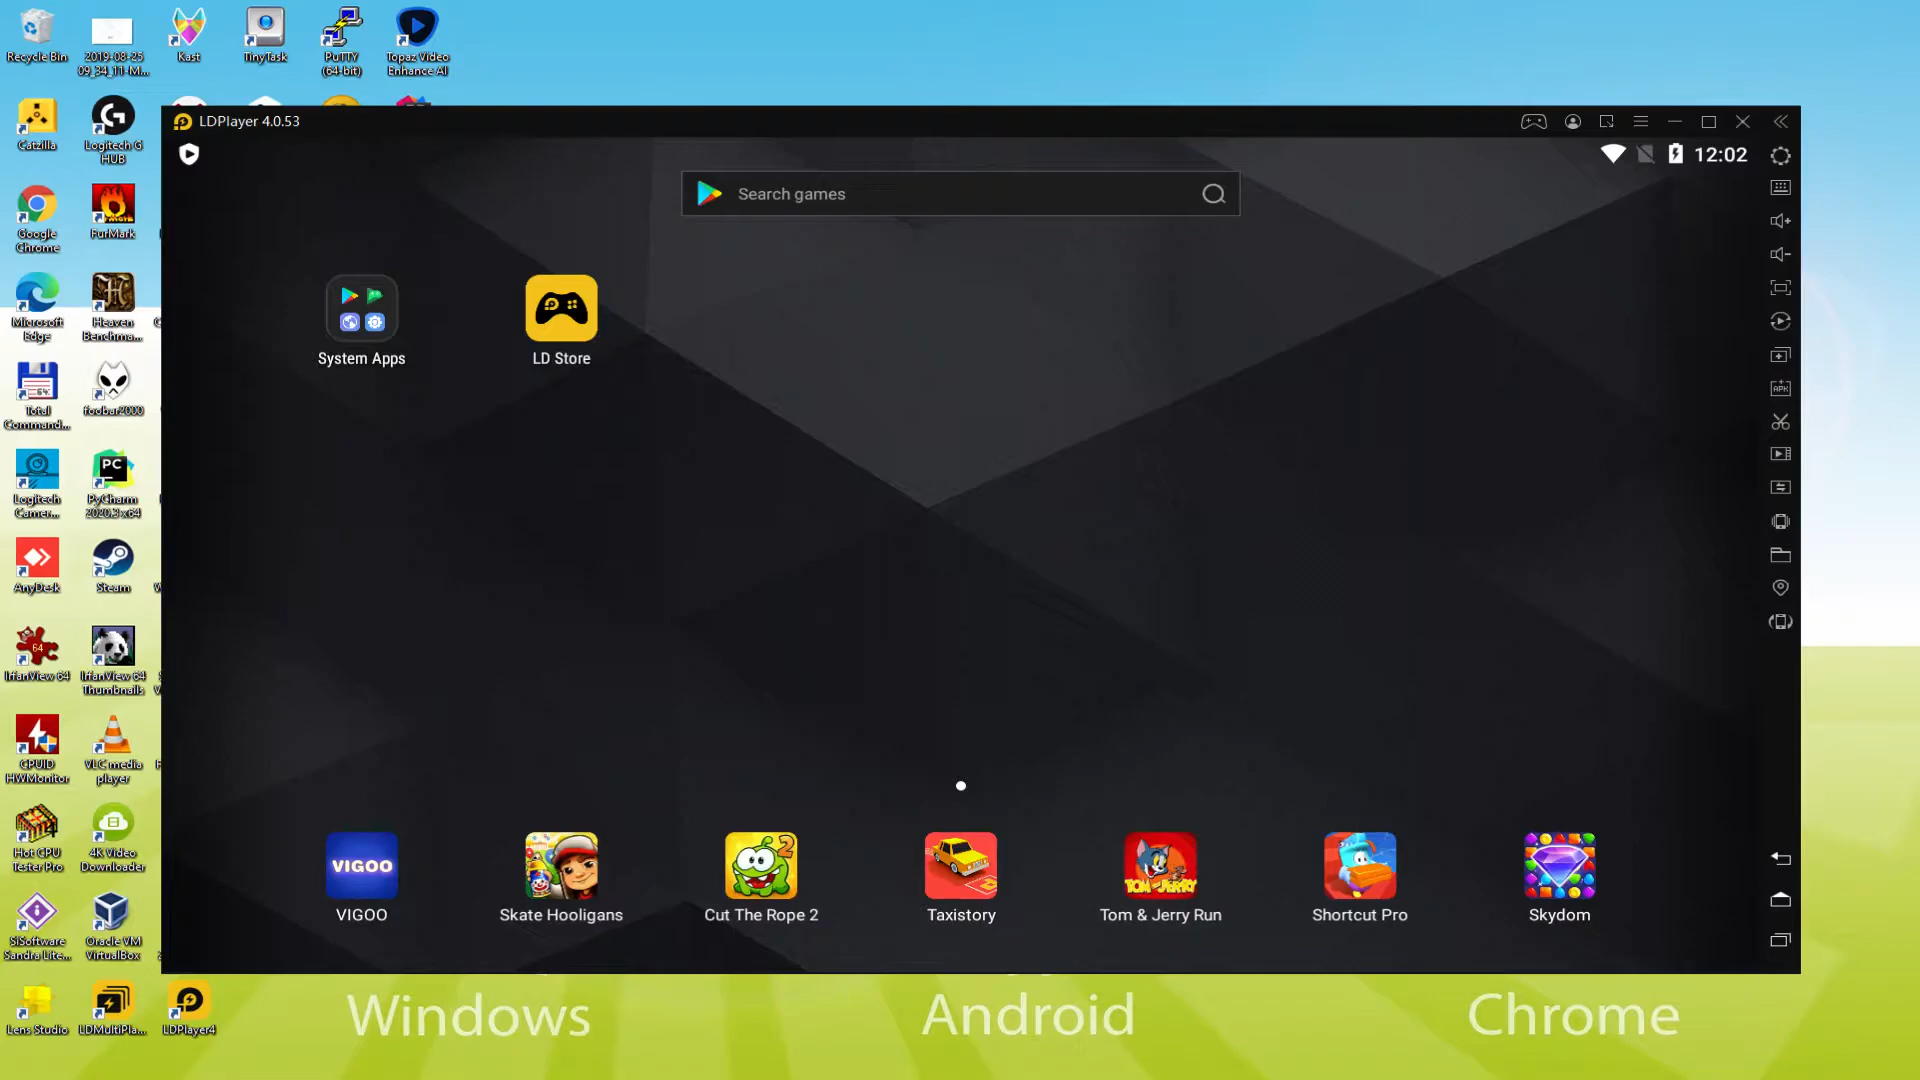 Recycle Bin
2019-08-25
09_34_11-M...
Kast
TinyTask
PuTTY
(64-bit)
Topaz Video
Enhance AI
Catzilla
Logitech G
HUB
Google
Chrome
FurMark
Microsoft
Edge
Heaven
Benchma...
Total
Command...
foobar2000
Logitech
Camer...
PyCharm
2020.3 x64
AnyDesk
Steam
IrfanView 64
IrfanView 64
Thumbnails
CPUID
HWMonitor
VLC media
player
Hot CPU
Tester Pro
4K Video
Downloader
SiSoftware
Sandra Lite...
Oracle VM
VirtualBox
Lens Studio
LDMultiPla...
LDPlayer4
LDPlayer 4.0.53
12:02
Search games
System Apps
LD Store
APK
VIGOO
TOM AND JERRY
VIGOO
Skate Hooligans
Cut The Rope 2
Taxistory
Tom & Jerry Run
Shortcut Pro
Skydom
Windows
Android
Chrome